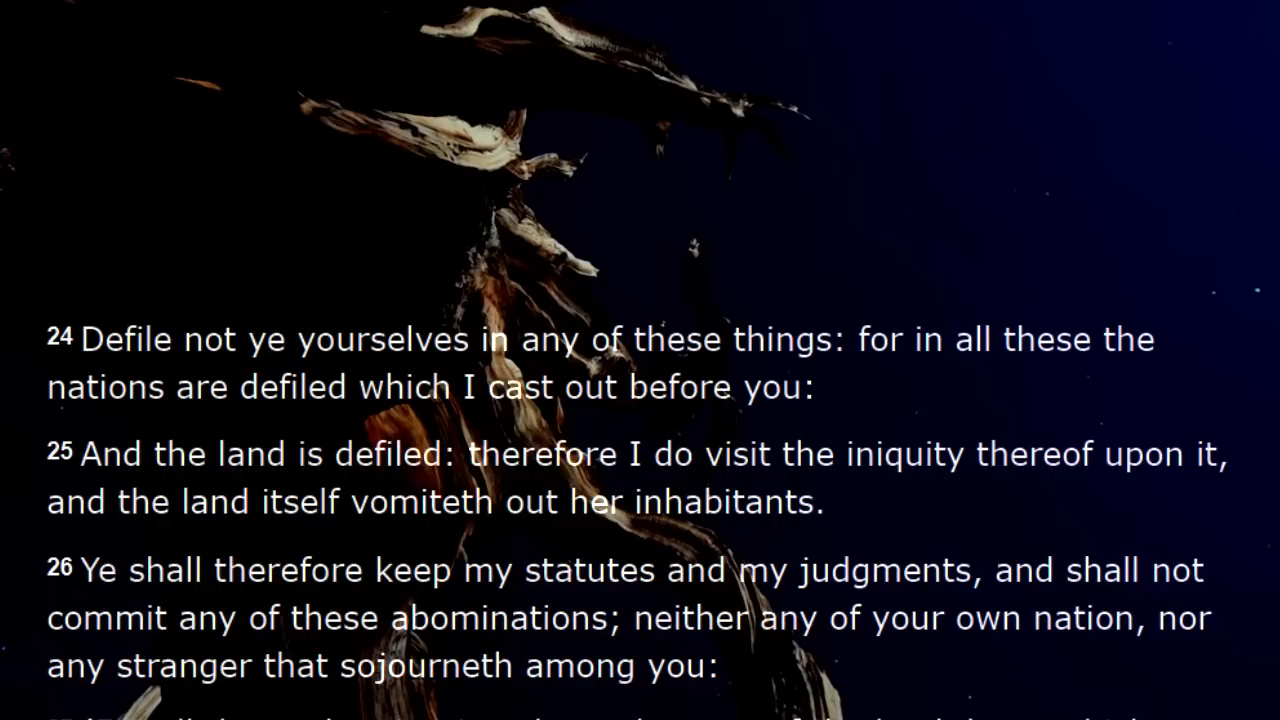 24 Defile not ye yourselves in any of these things: for in all these the
nations are defiled which I cast out before you:
25 And the land is defiled: therefore I do visit the iniquity thereof upon it,
and the land itself vomiteth out her inhabitants.
26 Ye shall therefore keep my statutes and my judgments, and shall not
commit any of these abominations; neither any of your own nation, nor
any stranger that sojourneth among you: